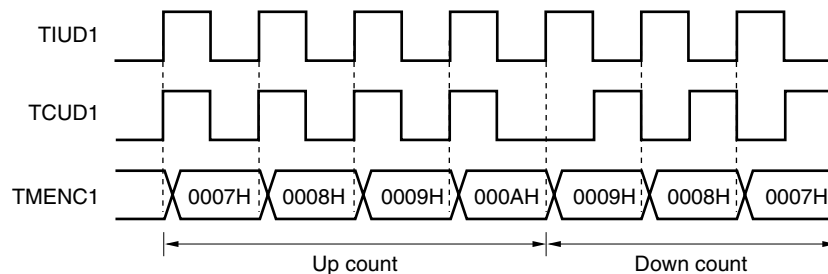 TIUD1
TCUD1
TMENC1 0007H 0008H 0009H 000AH 0009H 0008H 0007H
Up count Down count